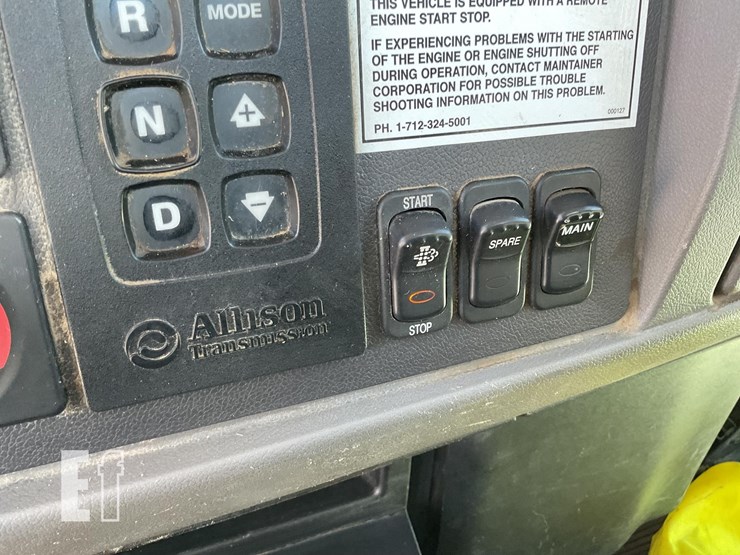 R
MODE
N
D
Allison
Transmission
THIS VEHICLE IS EQUIPPED WITH A REMOTE
ENGINE START STOP.
IF EXPERIENCING PROBLEMS WITH THE STARTING
OF THE ENGINE OR ENGINE SHUTTING OFF
DURING OPERATION, CONTACT MAINTAINER
CORPORATION FOR POSSIBLE TROUBLE
SHOOTING INFORMATION ON THIS PROBLEM.
000127
PH. 1-712-324-5001
START
STOP
SPARE
MAIN
Ef